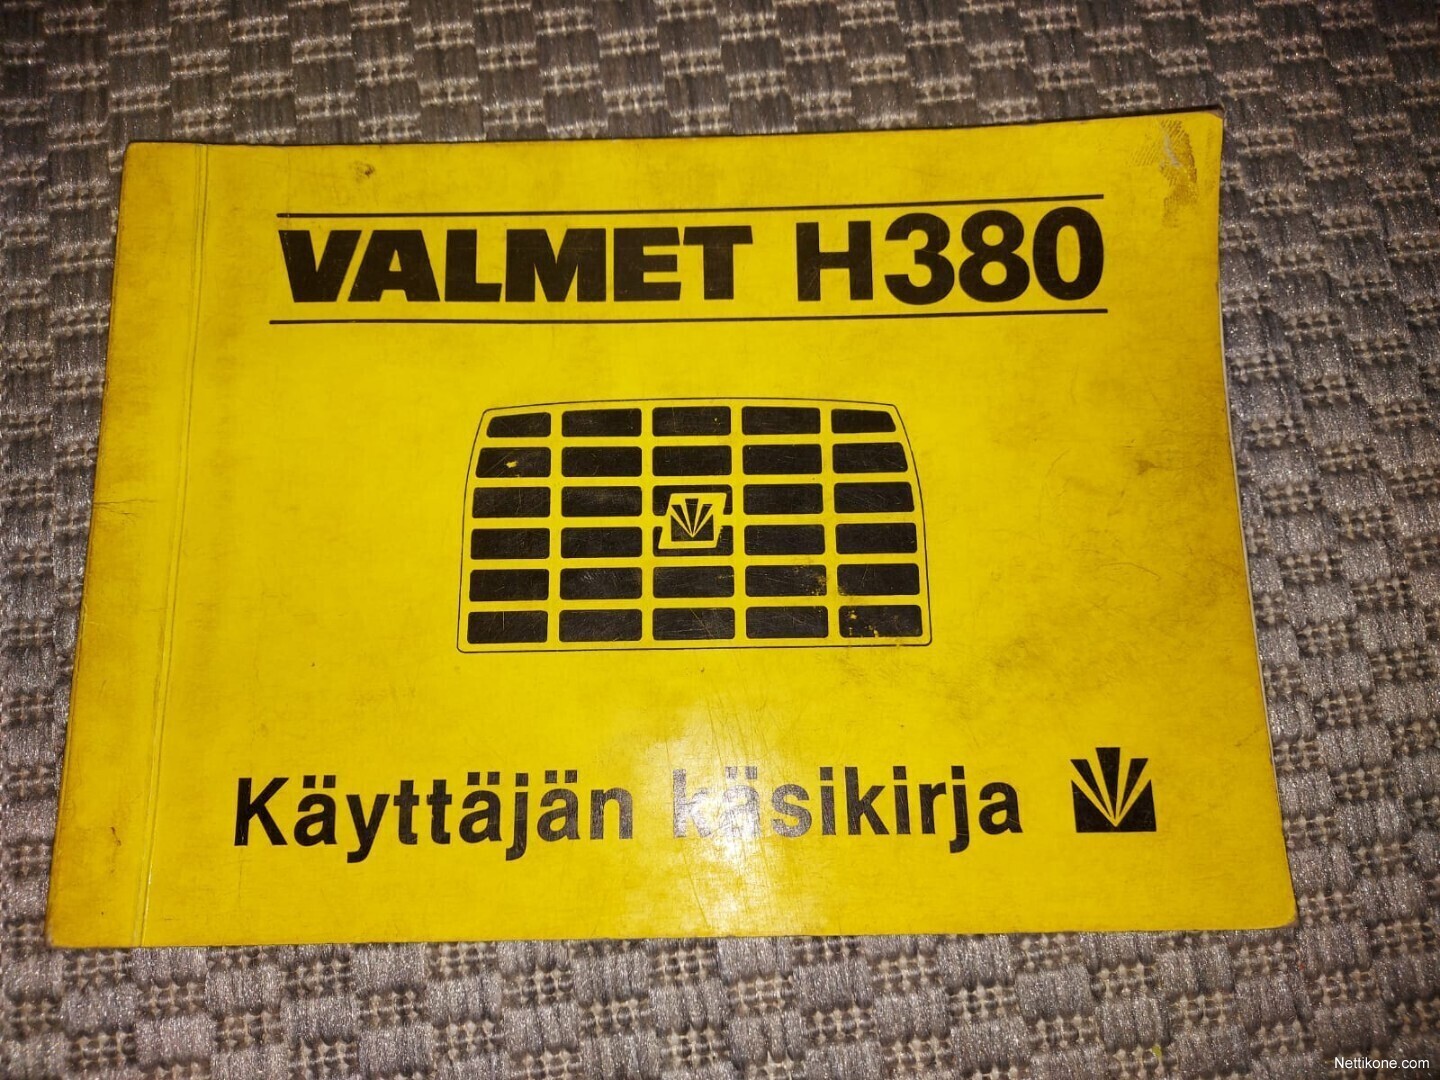 VALMET H380
Käyttäjän käsikirja
Nettikone.com